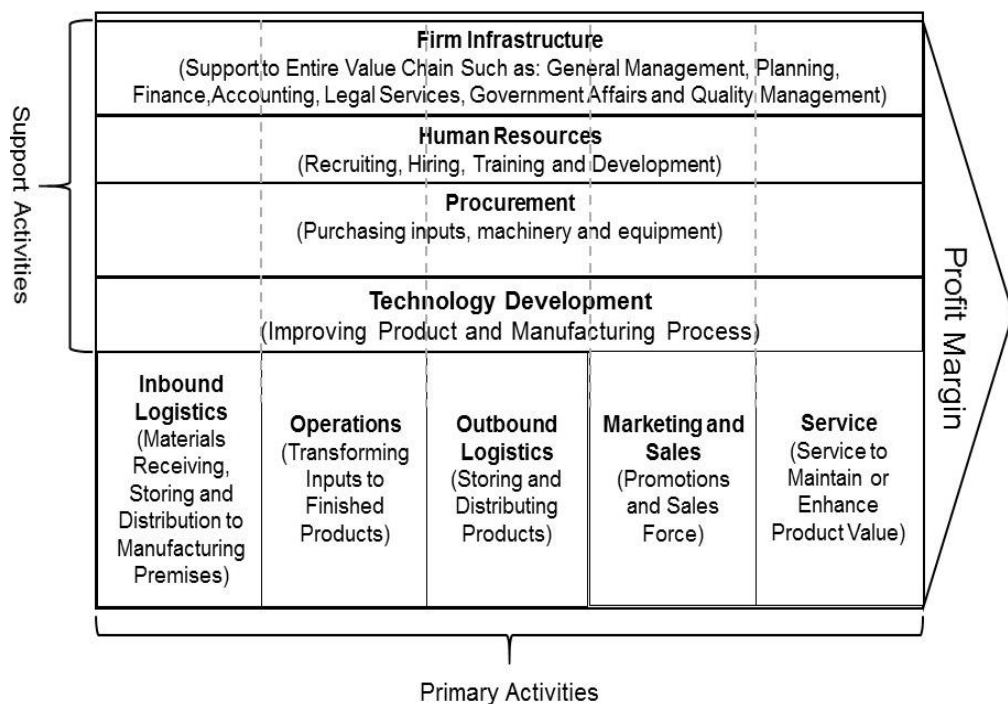 Support Activities
Firm Infrastructure
(Support to Entire Value Chain Such as: General Management, Planning,
Finance,Accounting, Legal Services, Government Affairs and Quality Management)
Human Resources
(Recruiting, Hiring, Training and Development)
Procurement
(Purchasing inputs, machinery and equipment)
Technology Development
(Improving Product and Manufacturing Process)
Inbound
Logistics
(Materials
Receiving,
Storing and
Distribution to
Manufacturing
Premises)
Operations
(Transforming
Inputs to
Finished
Products)
Outbound
Logistics
(Storing and
Distributing
Products)
Marketing and
Sales
(Promotions
and Sales
Force)
Service
(Service to
Maintain or
Enhance
Product Value)
Profit Margin
Primary Activities